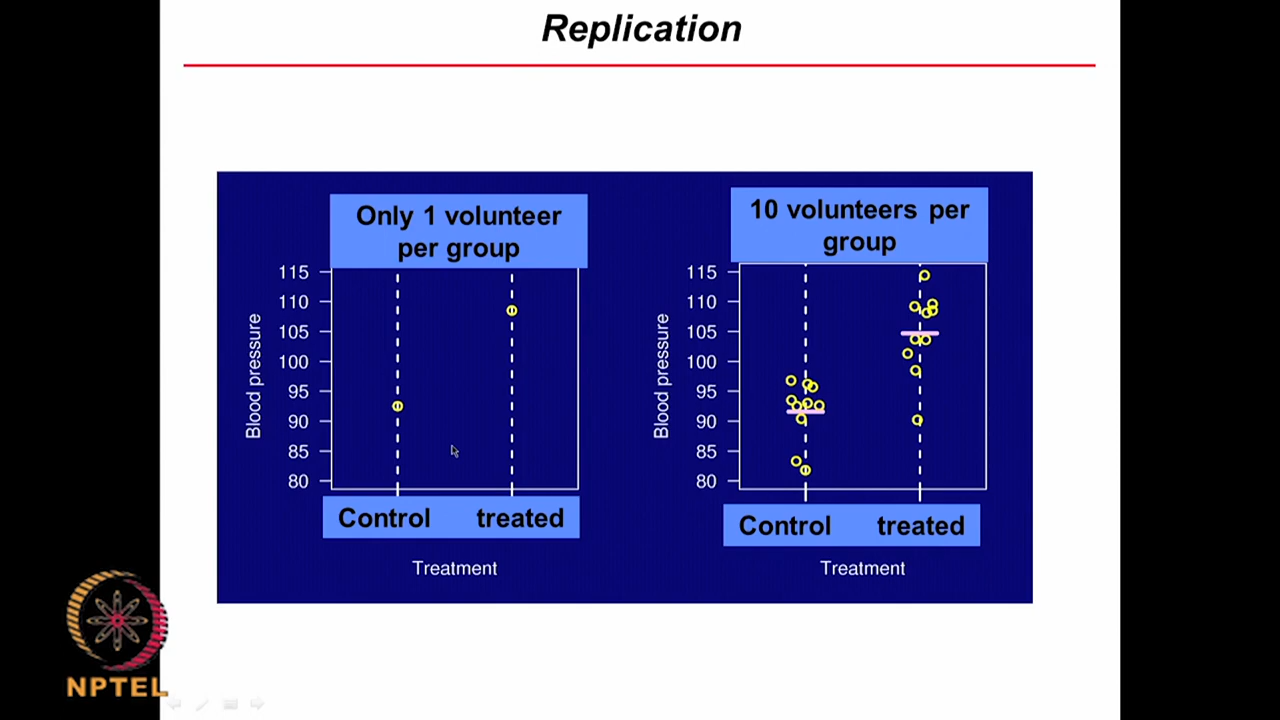 Replication
Only 1 volunteer
per group
115
110
105
100
95
90
85
80
Blood pressure
Control treated
Treatment
10 volunteers per
group
115
110
105
100
95
90
85
80
Blood pressure
Control treated
Treatment
NPTEL